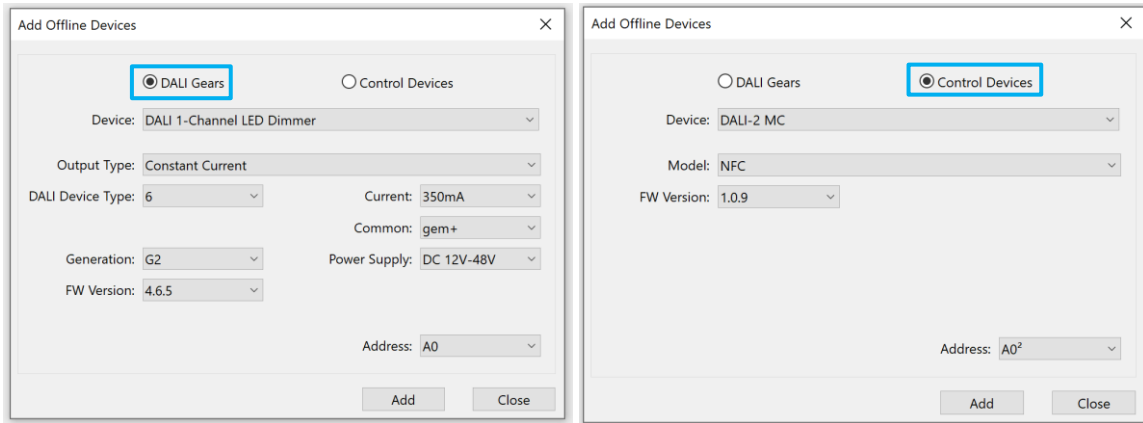 Add Offline Devices
DALI Gears Control Devices
Device: DALI 1-Channel LED Dimmer
Output Type: Constant Current
DALI Device Type: 6 Current: 350mA
Common: gem+
Generation: G2 Power Supply: DC 12V-48V
FW Version: 4.6.5
Address: A0
Add Close
Add Offline Devices
DALI Gears Control Devices
Device: DALI-2 MC
Model: NFC
FW Version: 1.0.9
Address: A0²
Add Close